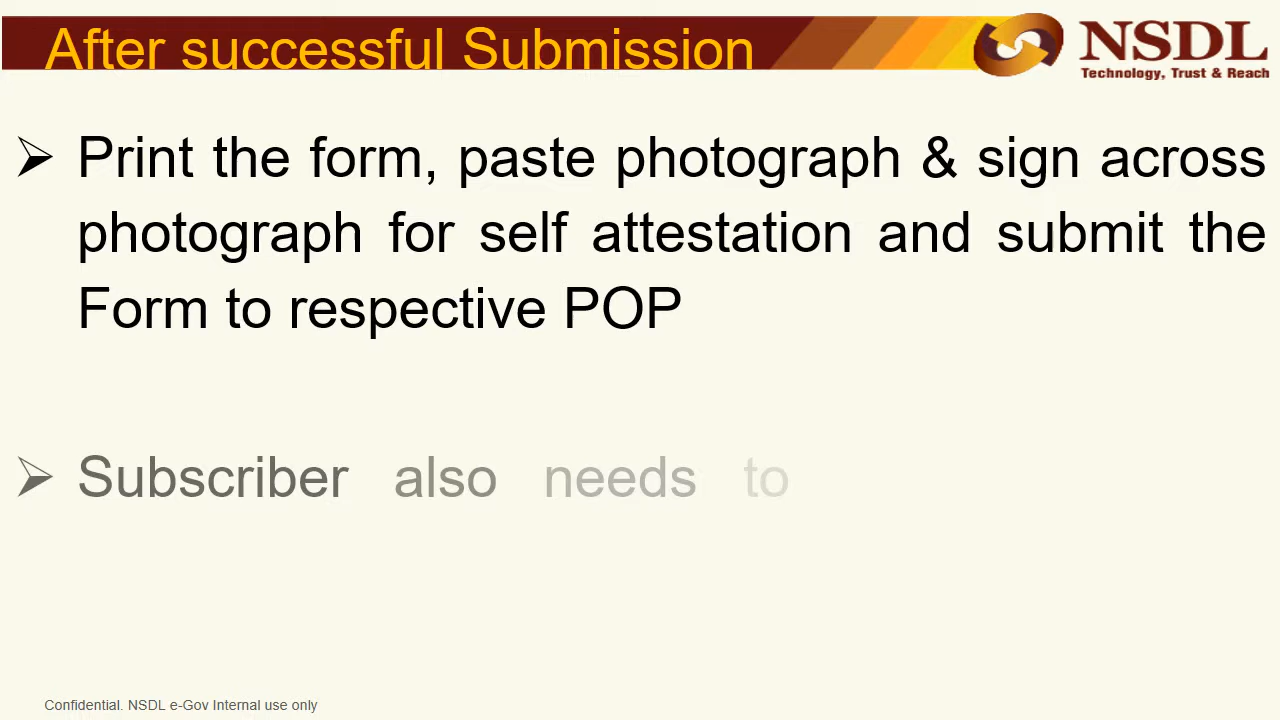 After successful Submission
NSDL
Technology, Trust & Reach
Print the form, paste photograph & sign across
photograph for self attestation and submit the
Form to respective POP
Subscriber also needs to
Confidential. NSDL e-Gov Internal use only